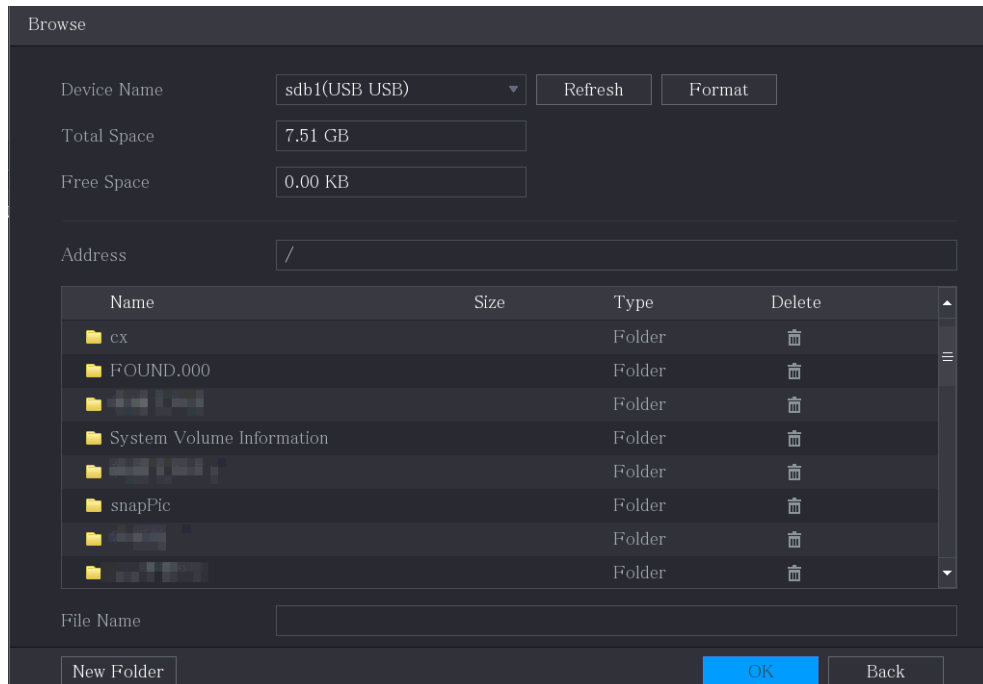 Browse
Device Name sdb1(USB USB) Refresh Format
Total Space 7.51 GB
Free Space 0.00 KB
Address /
Name Size Type Delete
cx Folder
FOUND.000 Folder
Folder
System Volume Information Folder
Folder
snapPic Folder
Folder
Folder
File Name
New Folder OK Back